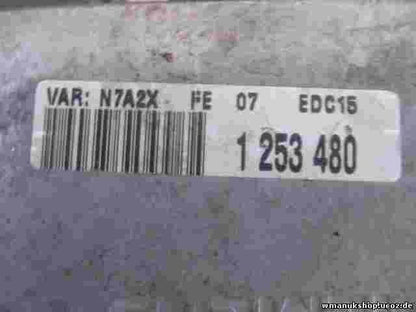 VAR: N7A2X FE 07 EDC15
1 253 480
wmanukshop.ucoz.de